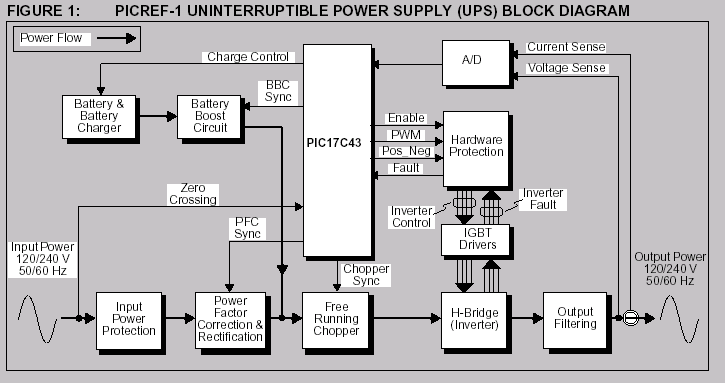 FIGURE 1: PICREF-1 UNINTERRUPTIBLE POWER SUPPLY (UPS) BLOCK DIAGRAM
Power Flow
Charge Control
A/D
Current Sense
Voltage Sense
BBC
Sync
Battery &
Battery
Charger
Battery
Boost
Circuit
PIC17C43
Enable
PWM
Pos_Neg
Fault
Hardware
Protection
Zero
Crossing
Inverter
Control
Inverter
Fault
PFC
Sync
IGBT
Drivers
Input Power
120/240 V
50/60 Hz
Chopper
Sync
Output Power
120/240 V
50/60 Hz
Input
Power
Protection
Power
Factor
Correction &
Rectification
Free
Running
Chopper
H-Bridge
(Inverter)
Output
Filtering